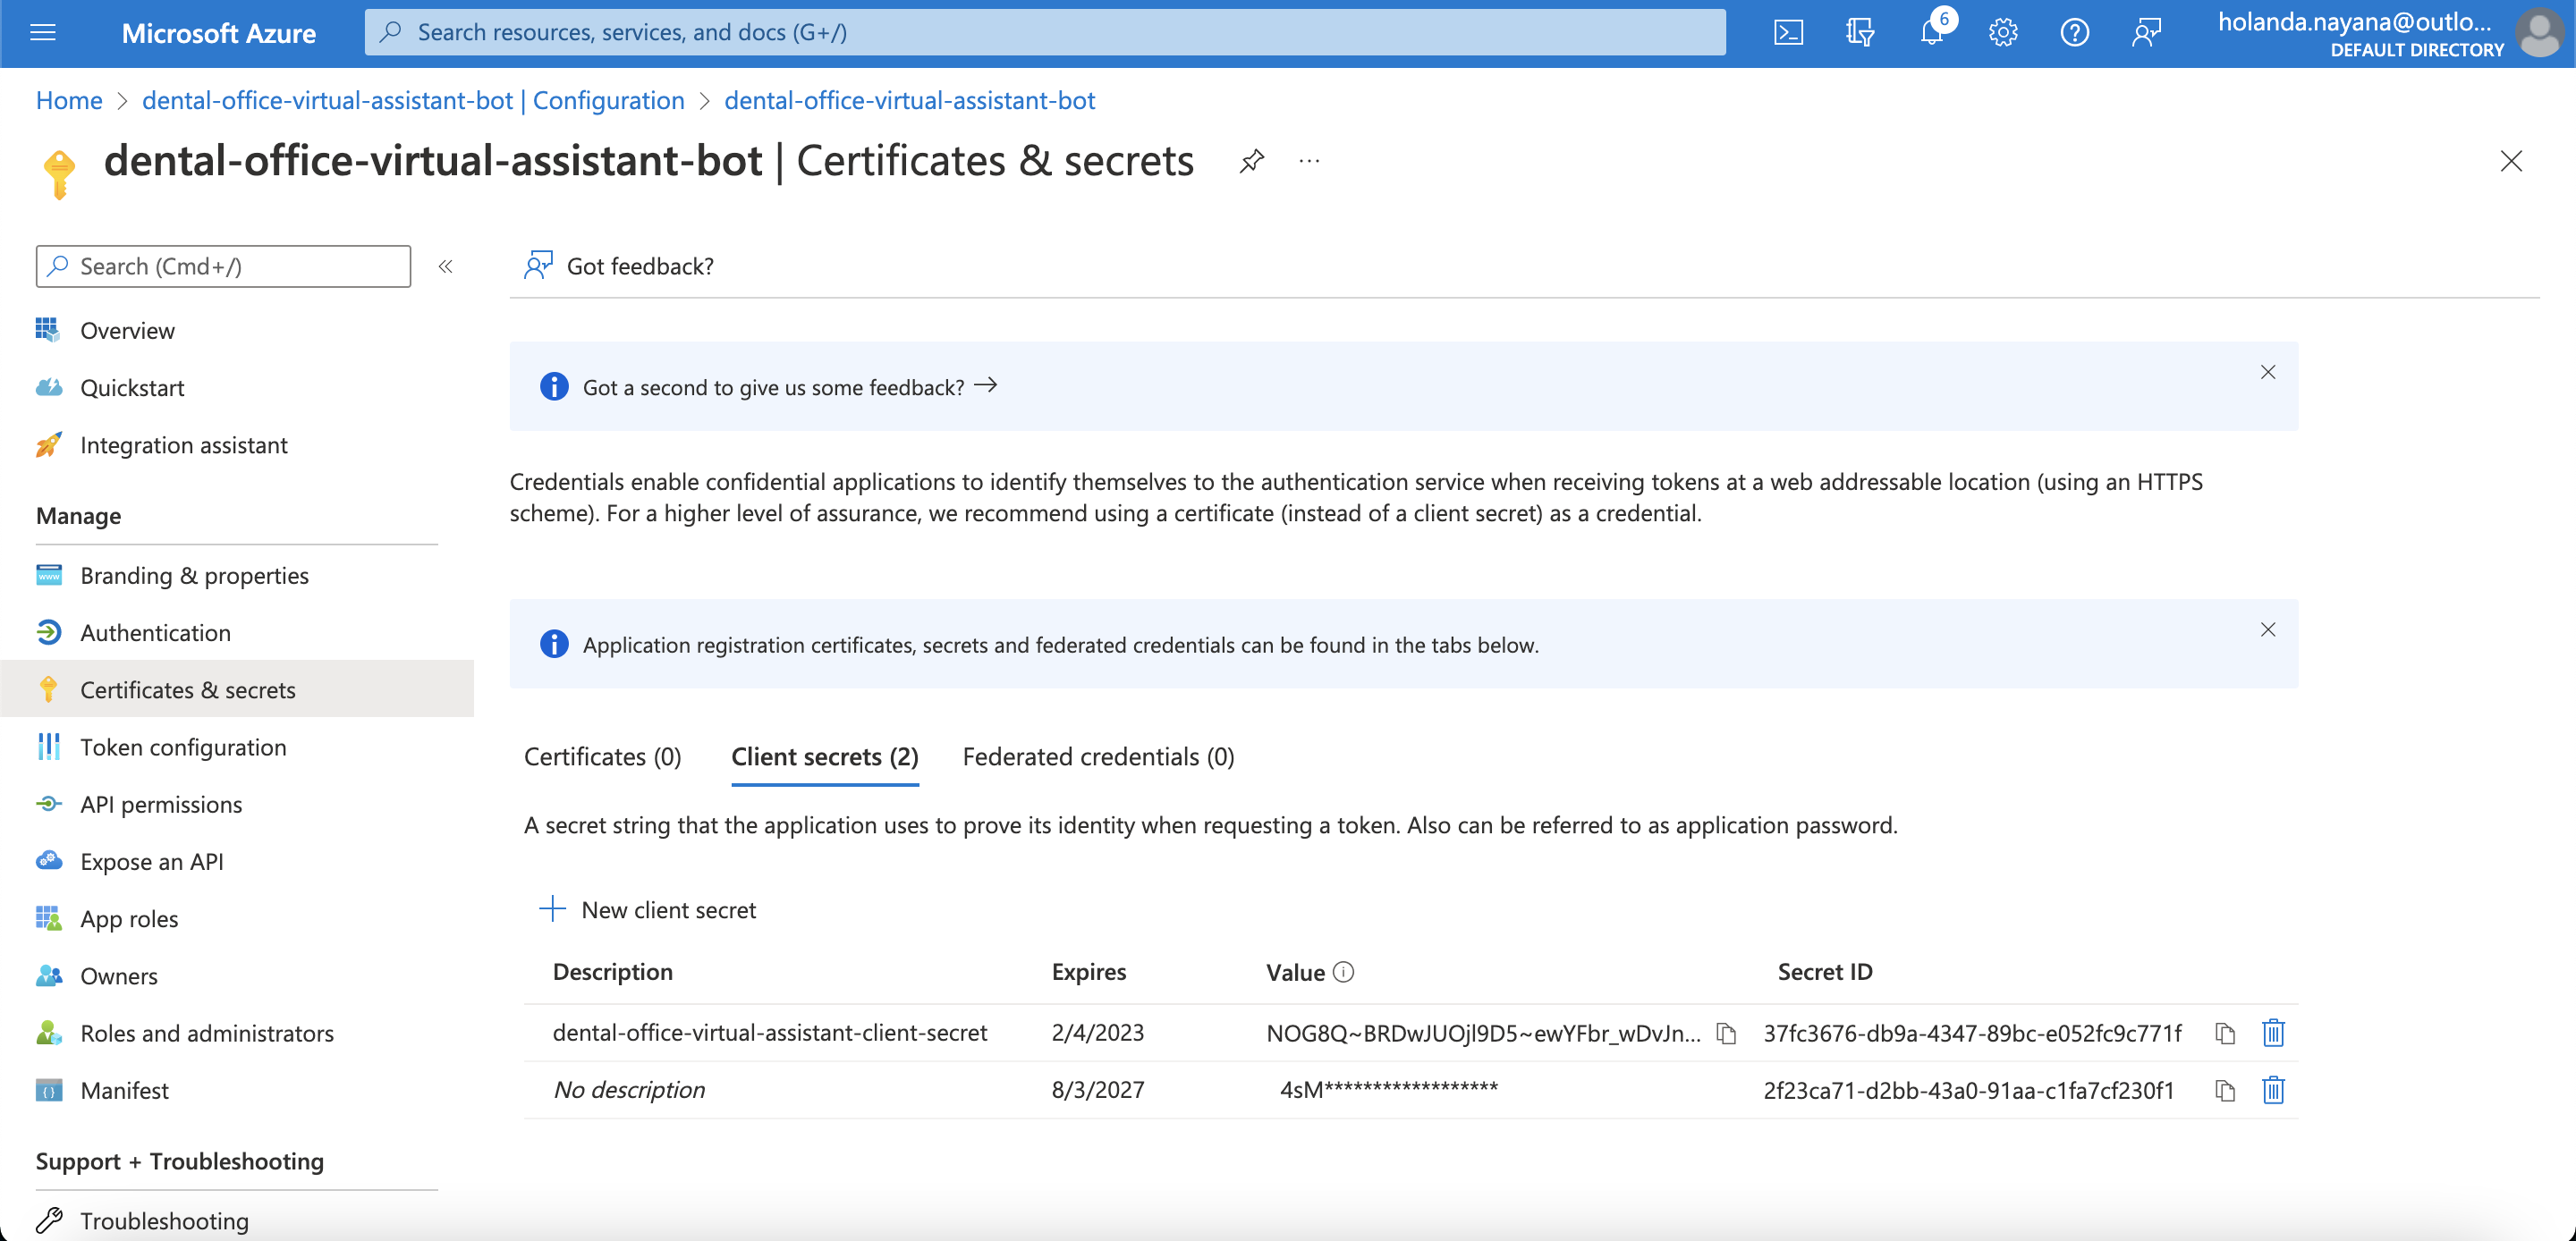 Microsoft Azure
Search resources, services, and docs (G+/)
6
holanda.nayana@outlo...
DEFAULT DIRECTORY
Home > dental-office-virtual-assistant-bot | Configuration > dental-office-virtual-assistant-bot
dental-office-virtual-assistant-bot | Certificates & secrets
Search (Cmd+/)
Overview
Quickstart
Integration assistant
Manage
Branding & properties
Authentication
Certificates & secrets
Token configuration
API permissions
Expose an API
App roles
Owners
Roles and administrators
Manifest
Support + Troubleshooting
Troubleshooting
Got feedback?
Got a second to give us some feedback?
Credentials enable confidential applications to identify themselves to the authentication service when receiving tokens at a web addressable location (using an HTTPS
scheme). For a higher level of assurance, we recommend using a certificate (instead of a client secret) as a credential.
Application registration certificates, secrets and federated credentials can be found in the tabs below.
Certificates (0) Client secrets (2) Federated credentials (0)
A secret string that the application uses to prove its identity when requesting a token. Also can be referred to as application password.
New client secret
Description Expires Value Secret ID
dental-office-virtual-assistant-client-secret 2/4/2023 NOG8Q~BRDwJUOjl9D5~ewYFbr_wDvJn... 37fc3676-db9a-4347-89bc-e052fc9c771f
No description 8/3/2027 4sM****************** 2f23ca71-d2bb-43a0-91aa-c1fa7cf230f1